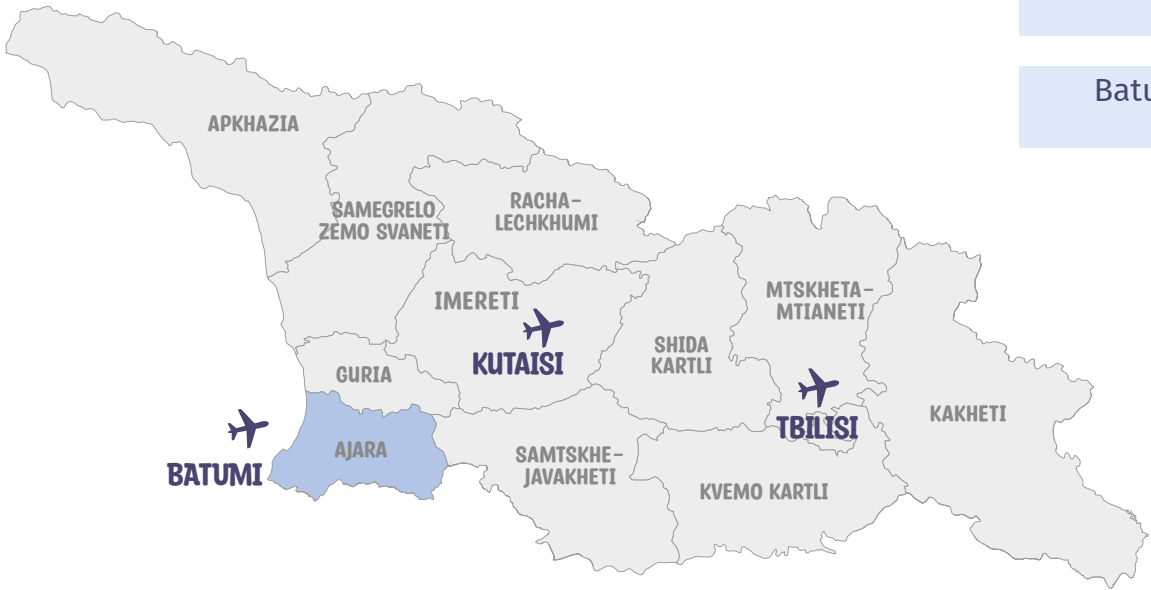 APKHAZIA
SAMEGRELO
ZEMO SVANETI
RACHA-
LECHKHUMI
IMERETI
KUTAISI
MTSKHETA-
MTIANETI
SHIDA
KARTLI
GURIA
TBILISI
KAKHETI
BATUMI
AJARA
SAMTSKHE-
JAVAKHETI
KVEMO KARTLI